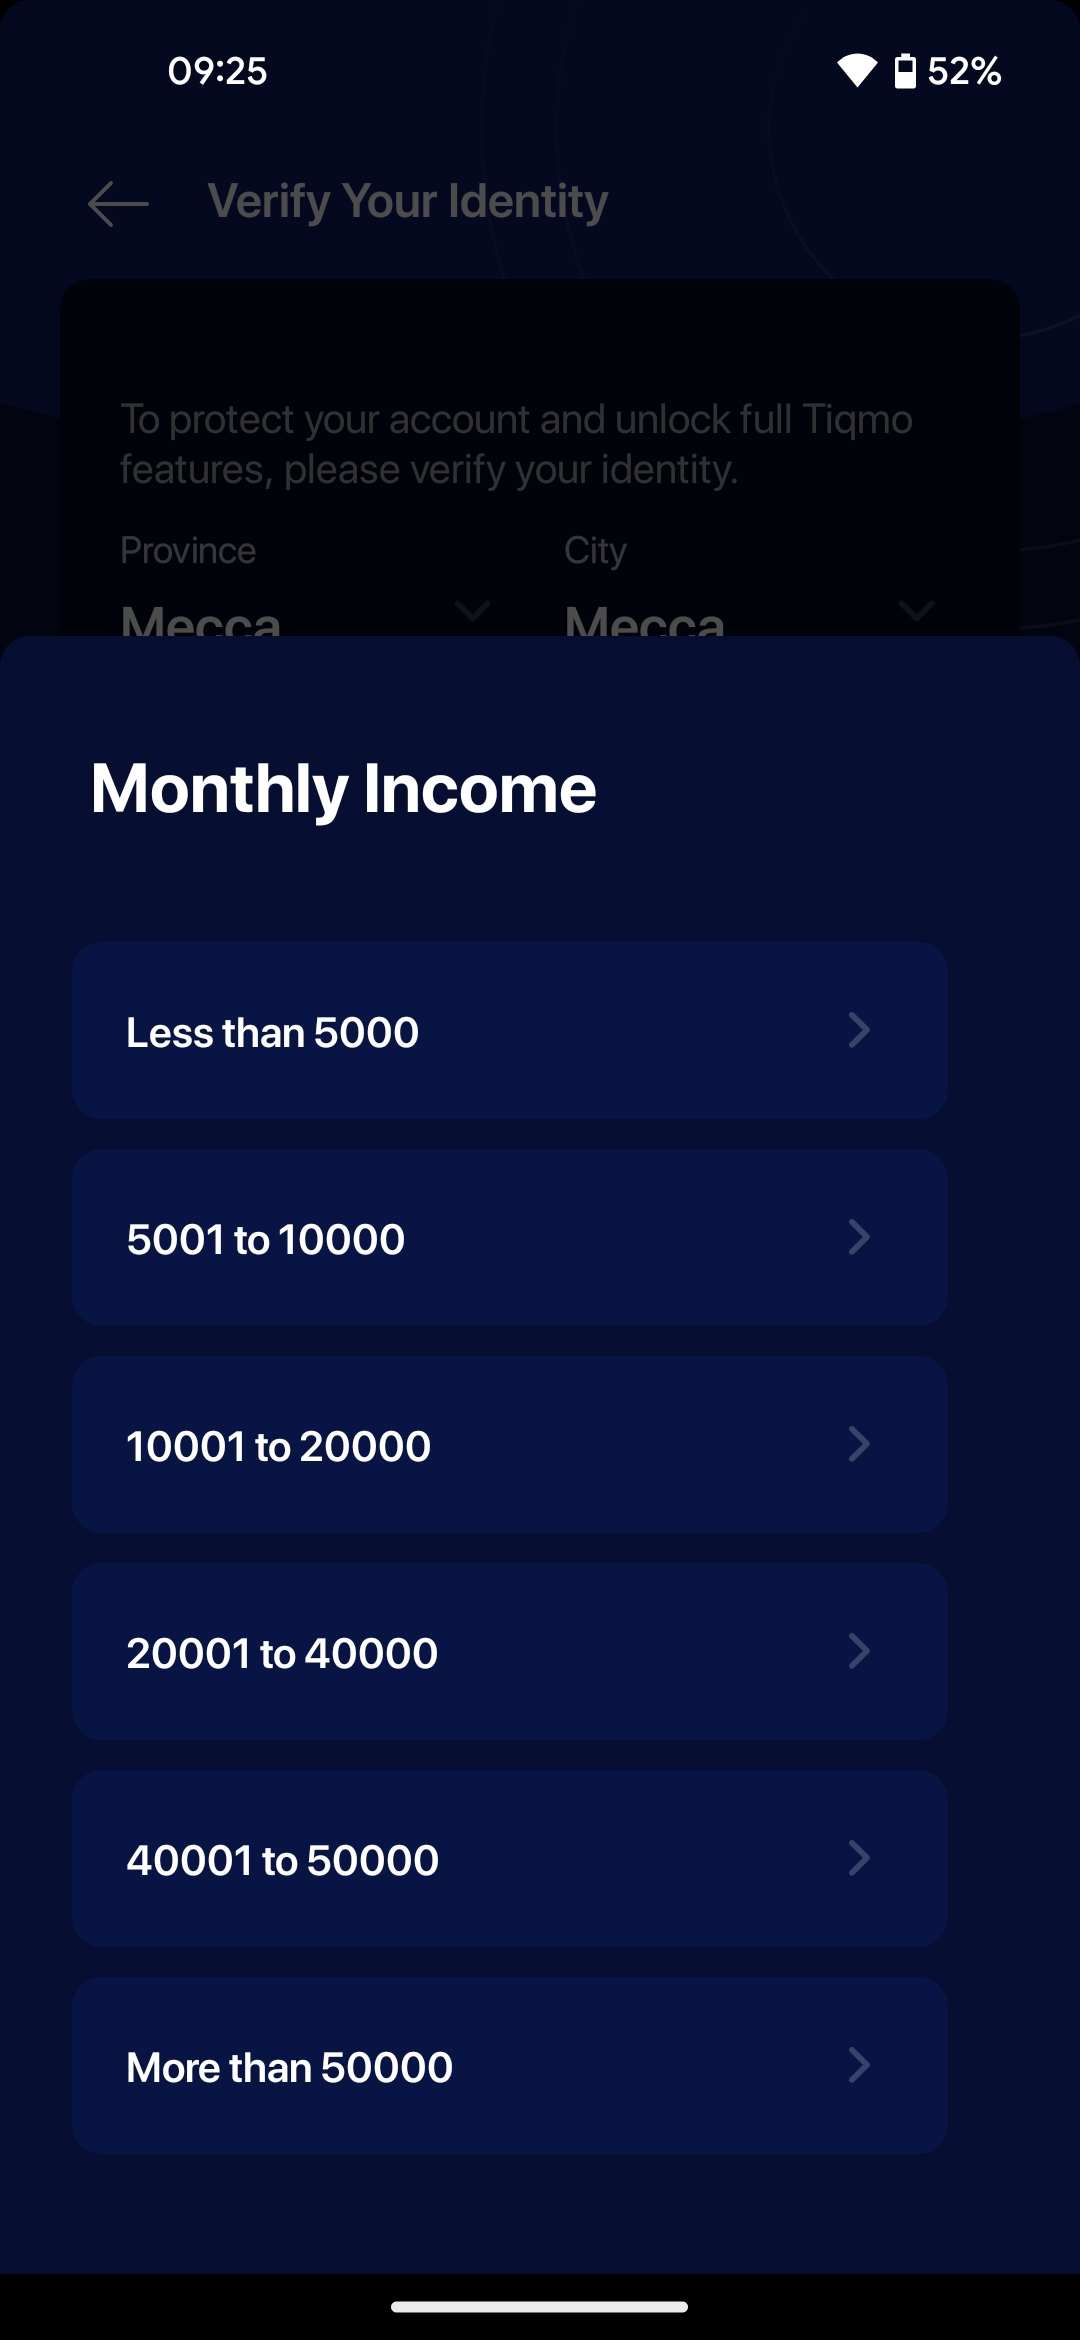 09:25
52%
Verify Your Identity
To protect your account and unlock full Tiqmo
features, please verify your identity.
Province
City
Mecca
Mecca
Monthly Income
Less than 5000
5001 to 10000
10001 to 20000
20001 to 40000
40001 to 50000
More than 50000